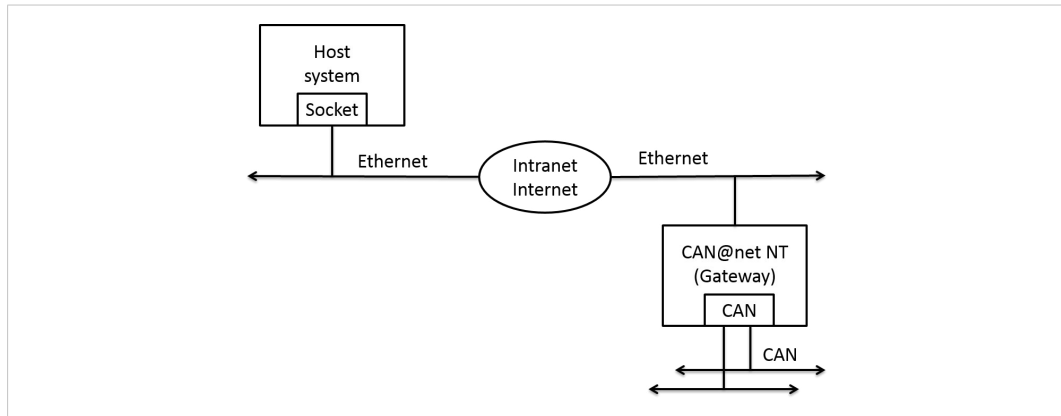 Host
system
Socket
Ethernet
Intranet
Internet
Ethernet
CAN@net NT
(Gateway)
CAN
CAN